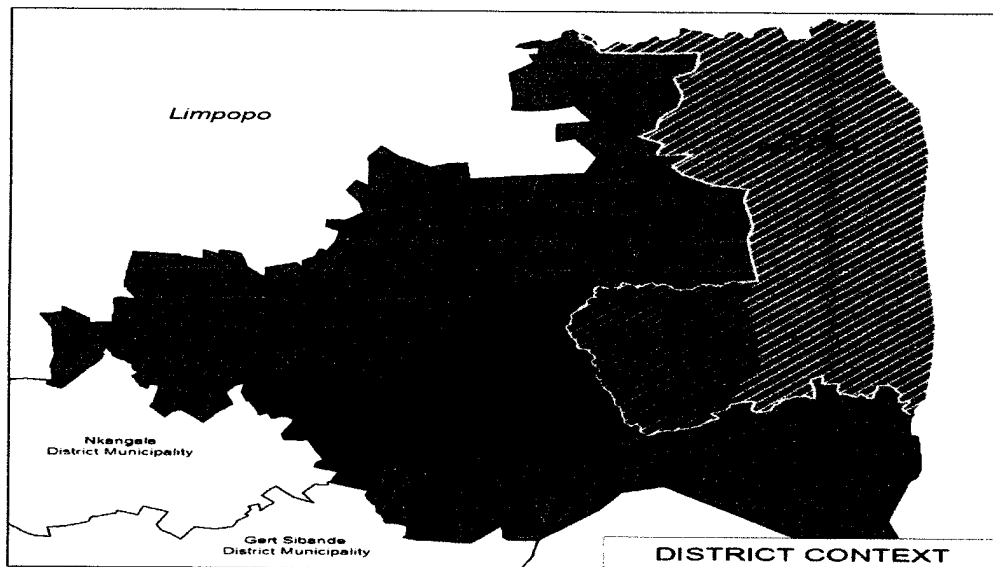 Limpopo
Nkangala
District Municipality
Gert Sibande
District Municipality
DISTRICT CONTEXT